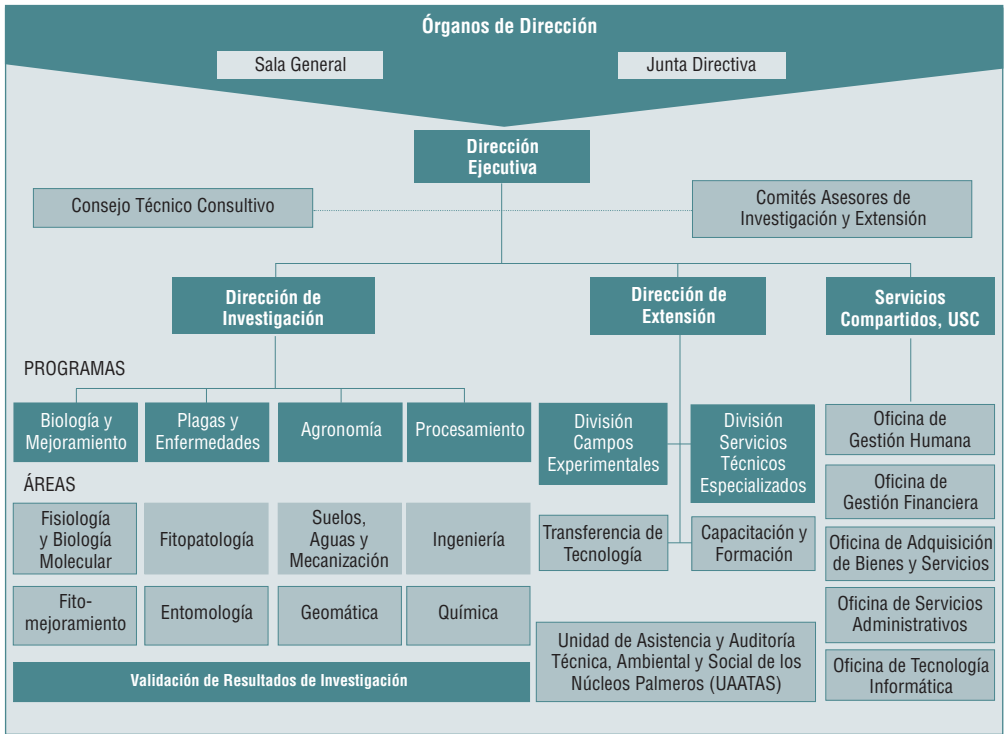 Órganos de Dirección
Sala General
Junta Directiva
Dirección
Ejecutiva
Consejo Técnico Consultivo
Comités Asesores de
Investigación y Extensión
Dirección de
Investigación
Dirección de
Extensión
Servicios
Compartidos, USC
PROGRAMAS
Biología y
Mejoramiento
Plagas y
Enfermedades
Agronomía
Procesamiento
División
Campos
Experimentales
División
Servicios
Técnicos
Especializados
Oficina de
Gestión Humana
ÁREAS
Fisiología
y Biología
Molecular
Fitopatología
Suelos,
Aguas y
Mecanización
Ingeniería
Transferencia de
Tecnología
Capacitación y
Formación
Oficina de
Gestión Financiera
Oficina de Adquisición
de Bienes y Servicios
Fito-
mejoramiento
Entomología
Geomática
Química
Unidad de Asistencia y Auditoría
Técnica, Ambiental y Social de los
Núcleos Palmeros (UAATAS)
Oficina de Servicios
Administrativos
Oficina de Tecnología
Informática
Validación de Resultados de Investigación